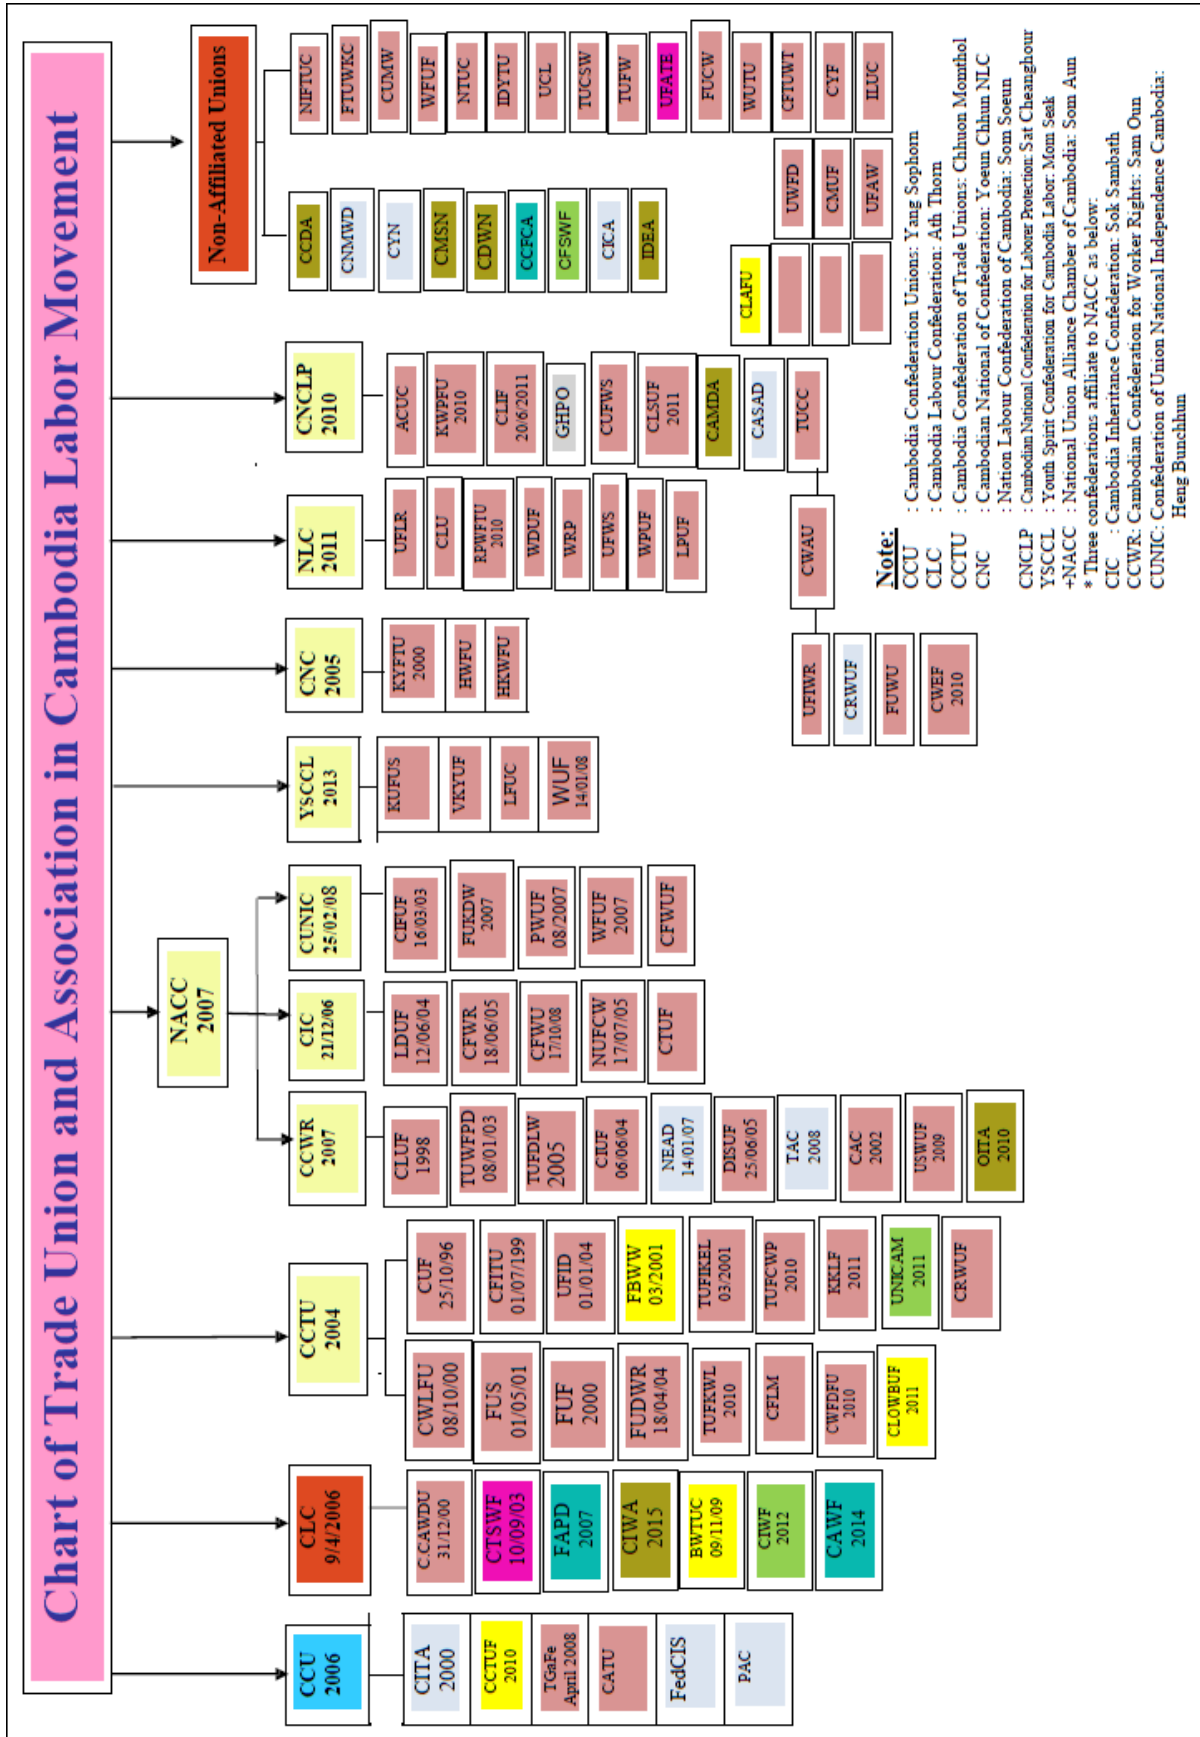 Chart of Trade Union and Association in Cambodia Labor Movement
CCU
2006
CITA
2000
CCTUF
2010
TGaFe
April 2008
CATU
FedCIS
PAC
CLC
9/4/2006
C.CAWDU
31/12/00
CTSWF
10/09/03
FAPD
2007
CIWA
2015
BWTUC
09/11/09
CIWF
2012
CAWF
2014
CCTU
2004
CWLFU
08/10/00
FUS
01/05/01
FUF
2000
FUDWR
18/04/04
TUFKWL
2010
CFLM
CWFDFU
2010
CLOWBUF
2011
CUF
25/10/96
CFITU
01/07/199
UFID
01/01/04
FBWW
03/2001
TUFIKEL
03/2001
TUFCWP
2010
KKLF
2011
UNICAM
2011
CRWUF
NACC
2007
CCWR
2007
CLUF
1998
TUWFPD
08/01/03
TUFDLW
2005
CIUF
06/06/04
NEAD
14/01/07
DISUF
25/06/05
TAC
2008
CAC
2002
USWUF
2009
OITA
2010
CIC
21/12/06
LDUF
12/06/04
CFWR
18/06/05
CFWU
17/10/08
NUFCW
17/07/05
CTUF
CUNIC
25/02/08
CIFUF
16/03/03
FUKDW
2007
PWUF
08/2007
WFUF
2007
CFWUF
YSCCL
2013
KUFUS
VKYUF
LFUC
WUF
14/01/08
CNC
2005
KYFTU
2000
HWFU
HKWFU
NLC
2011
UFLR
CLU
RPWFTU
2010
WDUF
WRP
UFWS
WPUF
LPUF
CNCLP
2010
ACUC
KWPFU
2010
CLIF
20/6/2011
GHPO
CUFWS
CLSUF
2011
CAMDA
CASAD
TUCC
CWAU
UFIWR
CRWUF
FUWU
CWEF
2010
Non-Affiliated Unions
CCDA
CNMWD
CYN
CMSN
CDWN
CCFCA
CFSWF
CICA
IDEA
NIFTUC
FTUWKC
CUMW
WFUF
NTUC
IDYTU
UCL
TUCSW
TUFW
UFATE
FUCW
WUTU
CFTUWT
CYF
ILUC
CLAFU
UWFD
CMUF
UFAW
Note:
CCU : Cambodia Confederation Unions: Yang Sophorn
CLC : Cambodia Labour Confederation: Ath Thorn
CCTU : Cambodia Confederation of Trade Unions: Chhuon Momthol
CNC : Cambodian National of Confederation: Yoeun Chhun NLC
: Nation Labour Confederation of Cambodia: Som Soeun
CNCLP : Cambodian National Confederation for Laborer Protection: Sat Cheanghour
YSCCL : Youth Spirit Confederation for Cambodia Labor: Mom Seak
+NACC : National Union Alliance Chamber of Cambodia: Som Aun
* Three confederations affiliate to NACC as below:
CIC : Cambodia Inheritance Confederation: Sok Sambath
CCWR: Cambodian Confederation for Worker Rights: Sam Oun
CUNIC: Confederation of Union National Independence Cambodia:
Heng Bunchhun